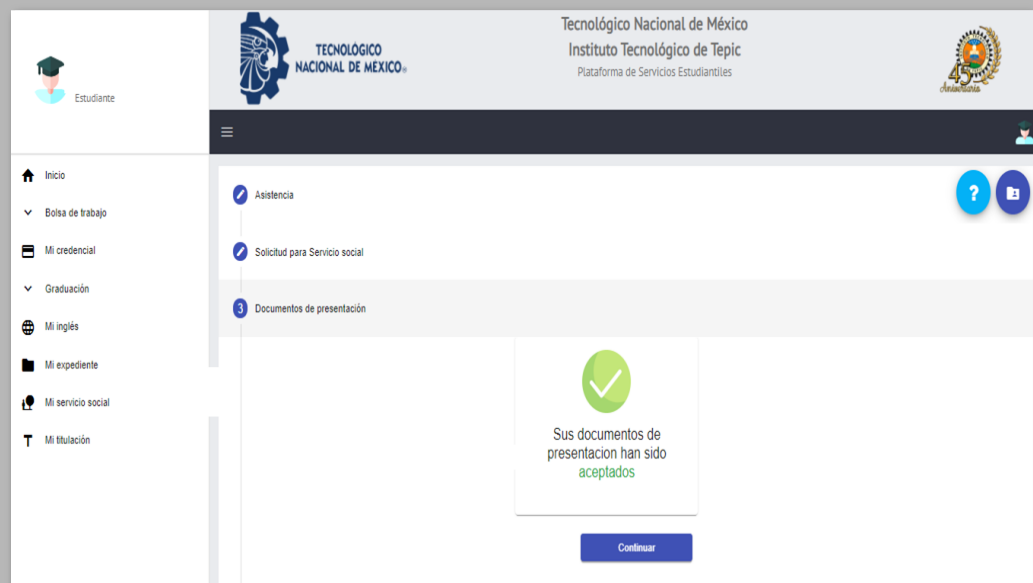 Estudiante
TECNOLÓGICO
NACIONAL DE MÉXICO®
Tecnológico Nacional de México
Instituto Tecnológico de Tepic
Plataforma de Servicios Estudiantiles
45
Aniversario
Inicio
Bolsa de trabajo
Mi credencial
Graduación
Mi inglés
Mi expediente
Mi servicio social
Mi titulación
Asistencia
?
Solicitud para Servicio social
3 Documentos de presentación
Sus documentos de
presentacion han sido
aceptados
Continuar